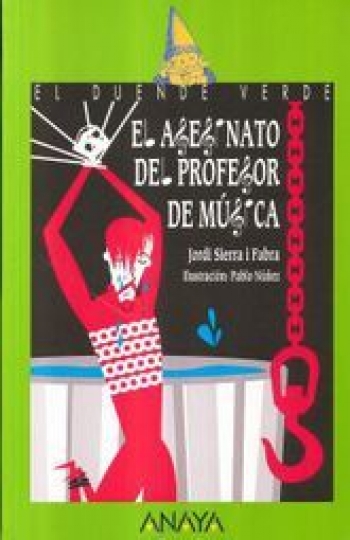 EL DUENDE VERDE
EL ASESINATO
DEL PROFESOR
DE MÚSICA
Jordi Sierra i Fabra
Ilustración: Pablo Núñez
ANAYA